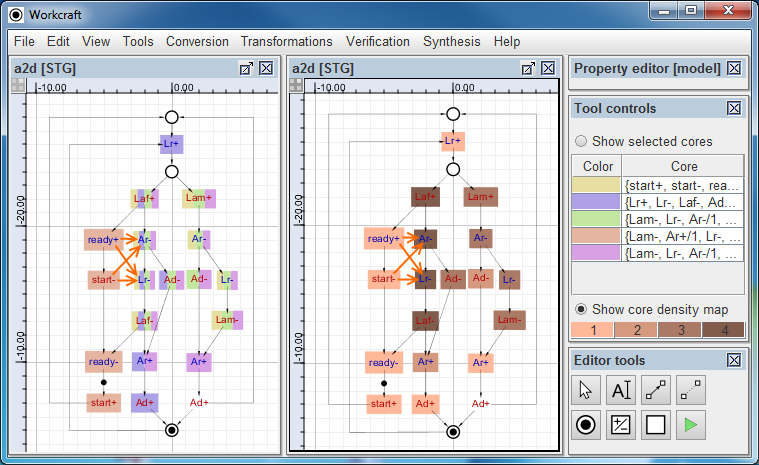 Workcraft
File Edit View Tools Conversion Transformations Verification Synthesis Help
a2d [STG]
-10.00 0.00
-20.00
-10.00
Lr+
Laf+ Lam+
ready+ Ar- Ar-
start- Lr- Ad- Ad- Lr-
Laf- Lam-
ready- Ar+ Ar+
start+ Ad+ Ad+
a2d [STG]
-10.00 0.00
-20.00
-10.00
Lr+
Laf+ Lam+
ready+ Ar- Ar-
start- Lr- Ad- Ad- Lr-
Laf- Lam-
ready- Ar+ Ar+
start+ Ad+ Ad+
Property editor [model]
Tool controls
Show selected cores
Color Core
{start+, start-, rea...
{Lr+, Lr-, Laf-, Ad...
{Lam-, Lr-, Ar-/1, ...
{Lam-, Ar+/1, Lr-, ...
{Lam-, Lr-, Ar-/1, ...
Show core density map
1 2 3 4
Editor tools
A